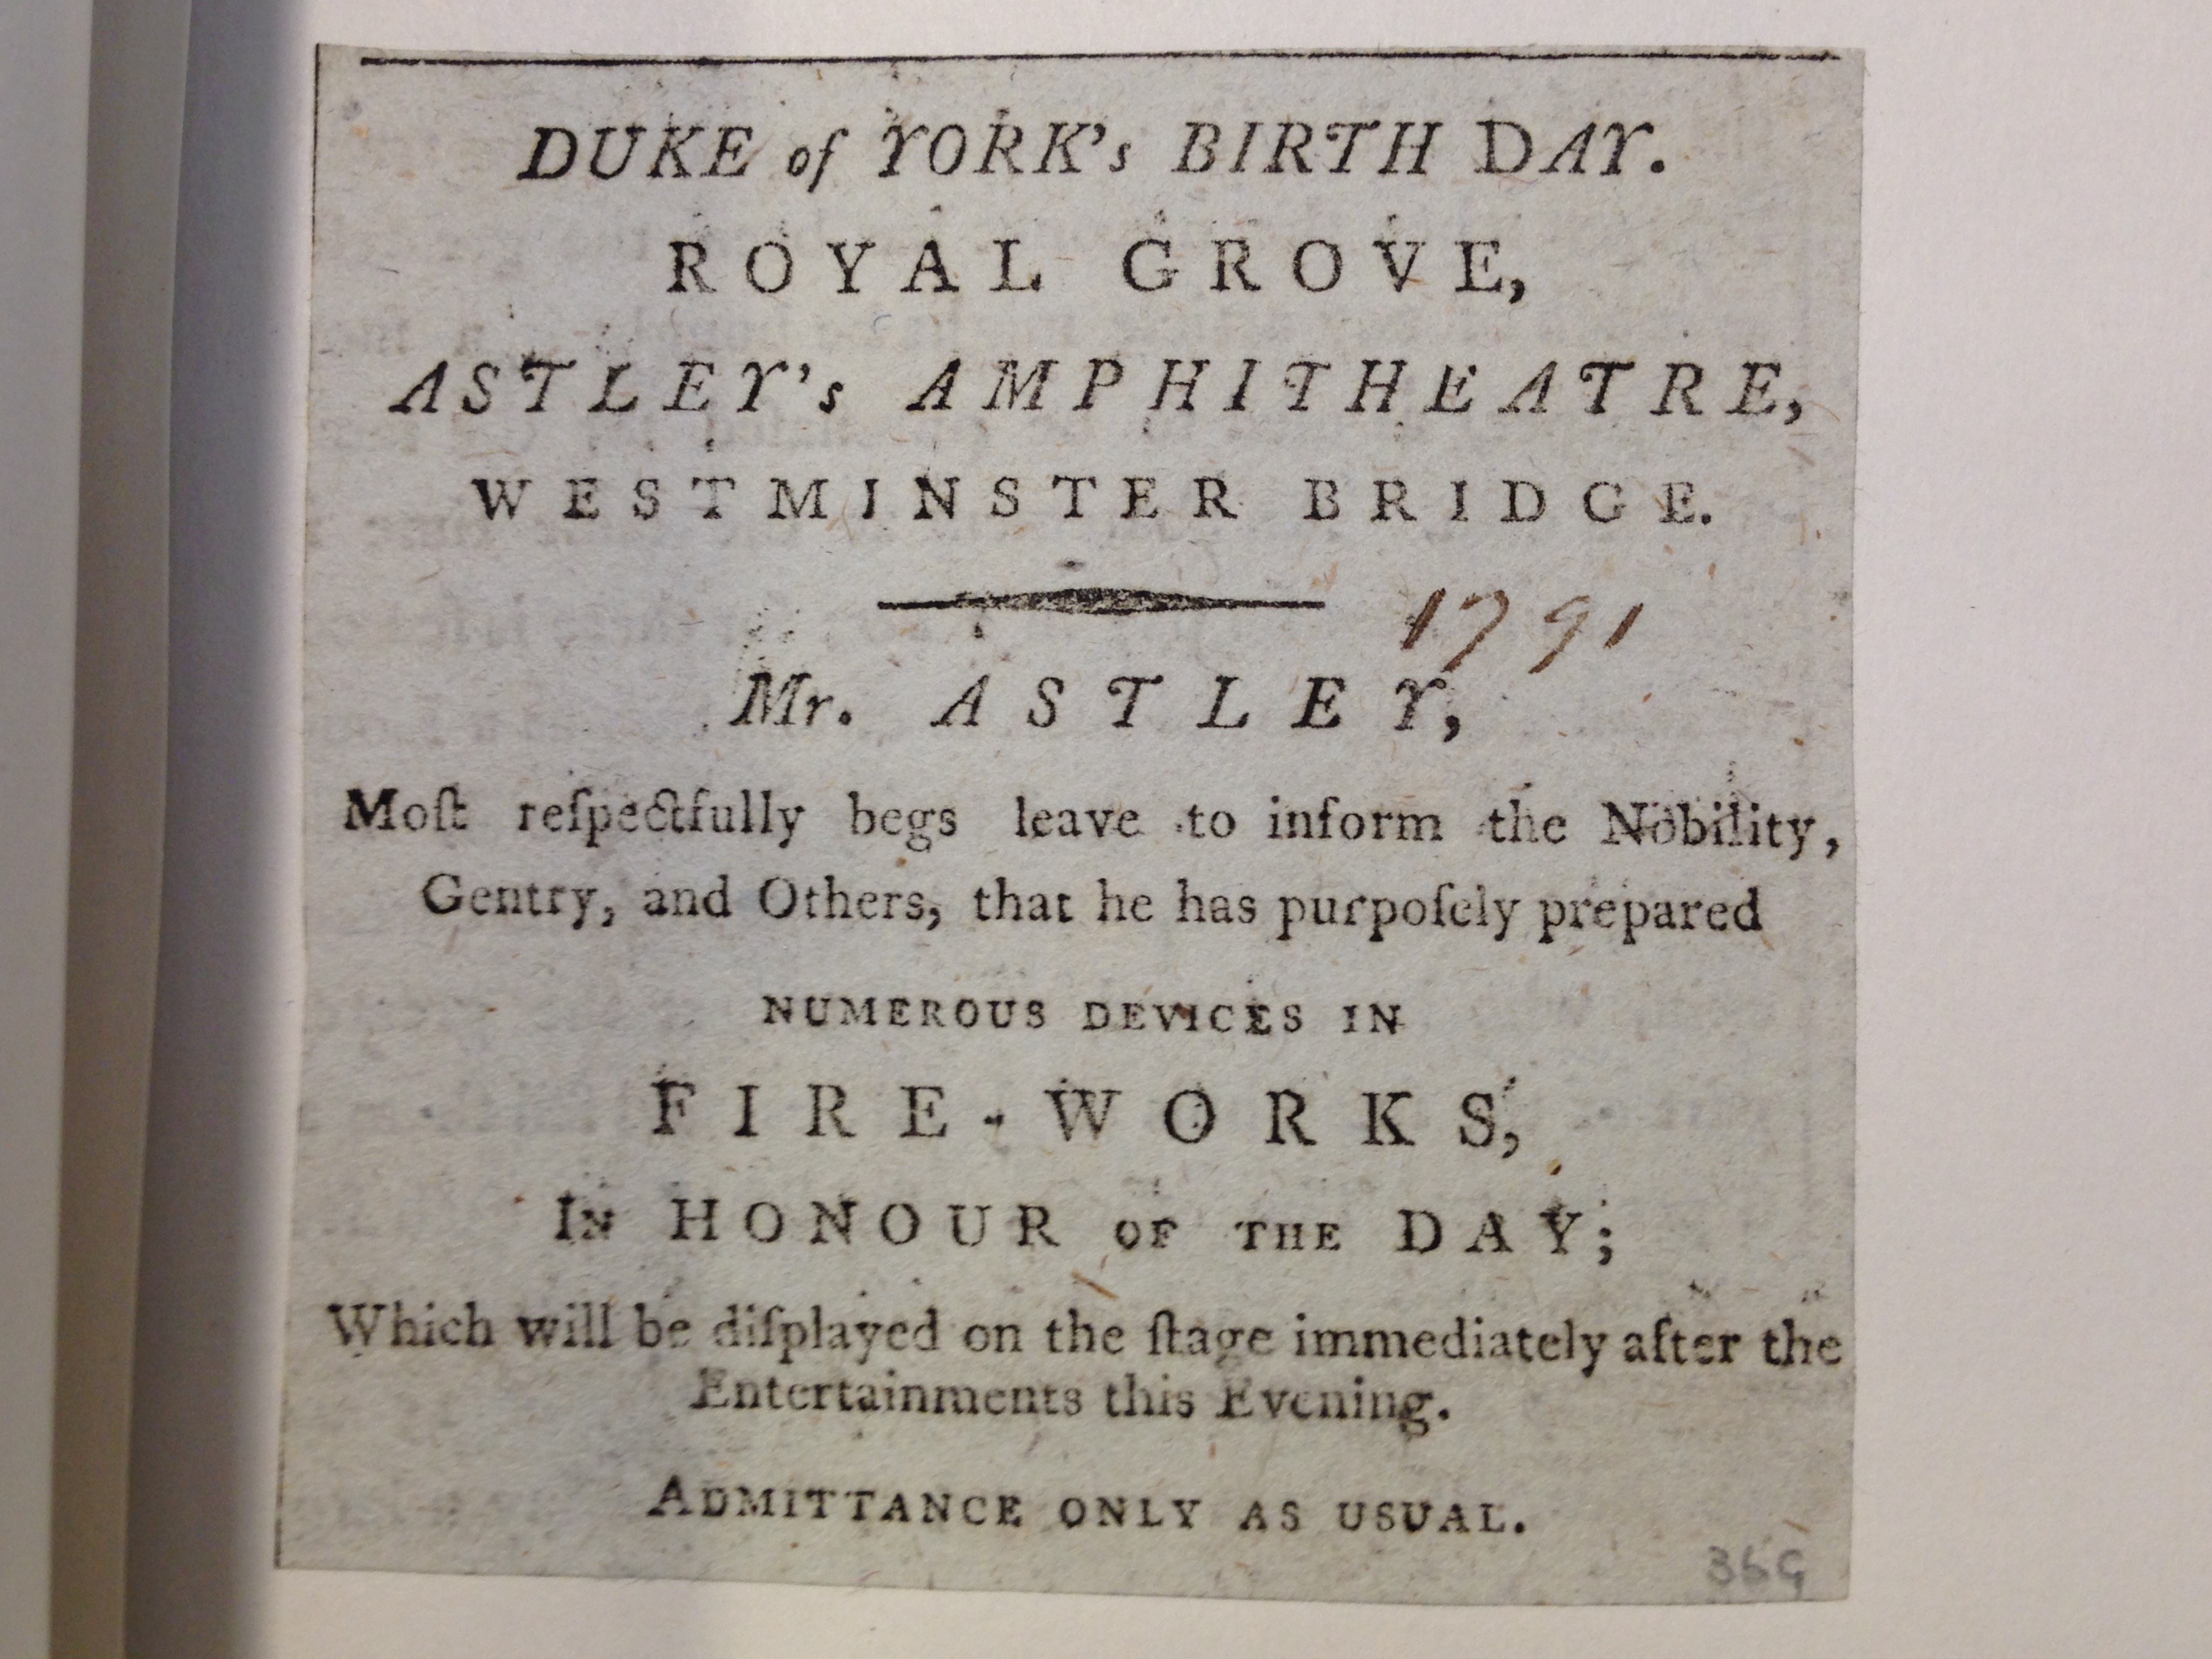 DUKE of YORK's BIRTH DAY.
ROYAL GROVE,
ASTLEY's AMPHITHEATRE,
WESTMINSTER BRIDGE.
1791
Mr. ASTLEY,
Moſt reſpectfully begs leave to inform the Nobility,
Gentry, and Others, that he has purpoſely prepared
NUMEROUS DEVICES IN
FIRE-WORKS,
IN HONOUR OF THE DAY;
Which will be diſplayed on the ſtage immediately after the
Entertainments this Evening.
ADMITTANCE ONLY AS USUAL.